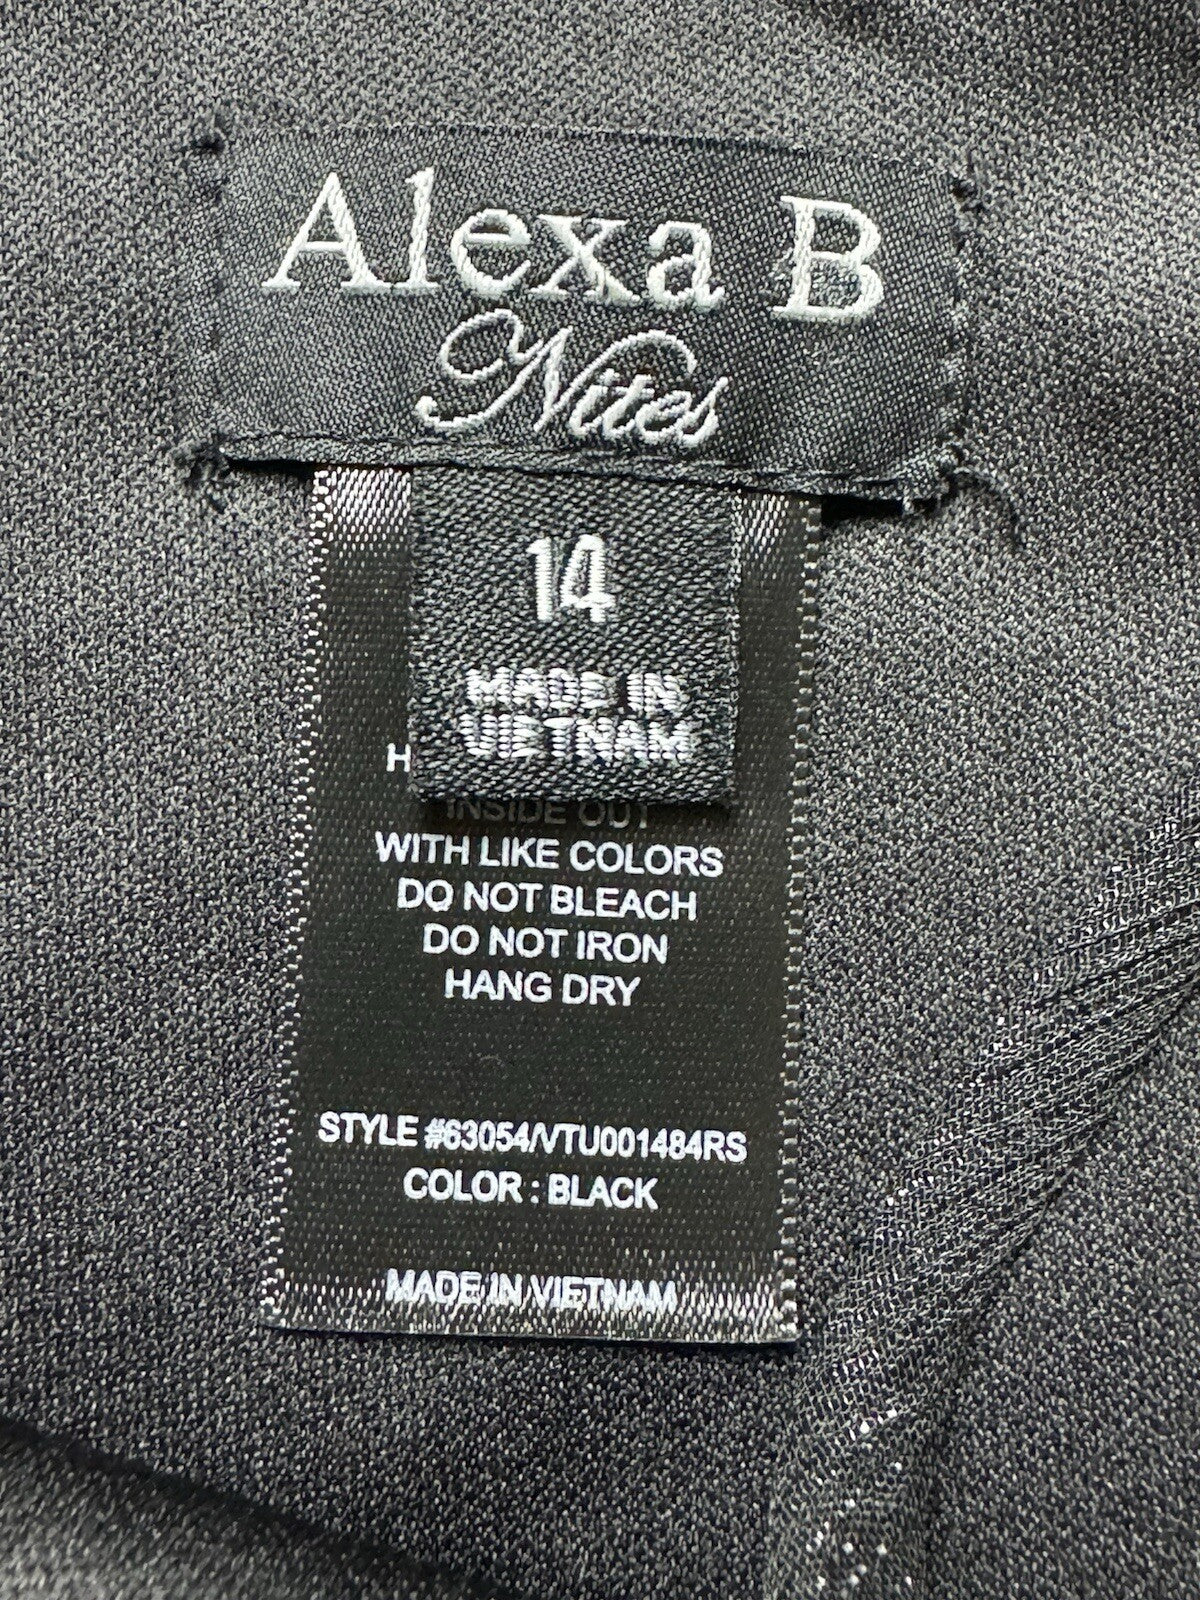 Alexa B
Nites
14
MADE IN
VIETNAM
INSIDE OUT
WITH LIKE COLORS
DO NOT BLEACH
DO NOT IRON
HANG DRY
STYLE #63054/VTU001484RS
COLOR : BLACK
MADE IN VIETNAM